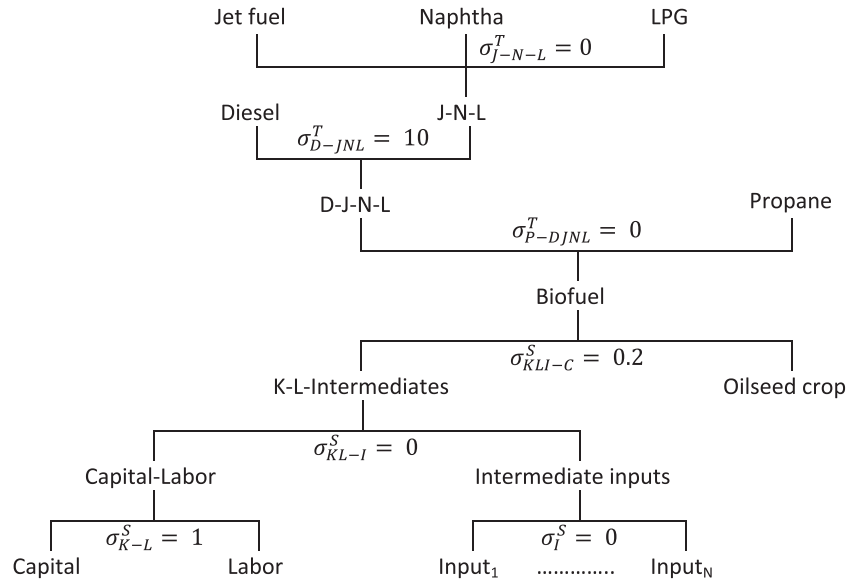 Jet fuel Naphtha LPG
σ^T_{J−N−L} = 0
Diesel J-N-L
σ^T_{D−JNL} = 10
D-J-N-L Propane
σ^T_{P−DJNL} = 0
Biofuel
σ^S_{KLI−C} = 0.2
K-L-Intermediates Oilseed crop
σ^S_{KL−I} = 0
Capital-Labor Intermediate inputs
σ^S_{K−L} = 1 σ^S_I = 0
Capital Labor Input₁ ………….. Input_N